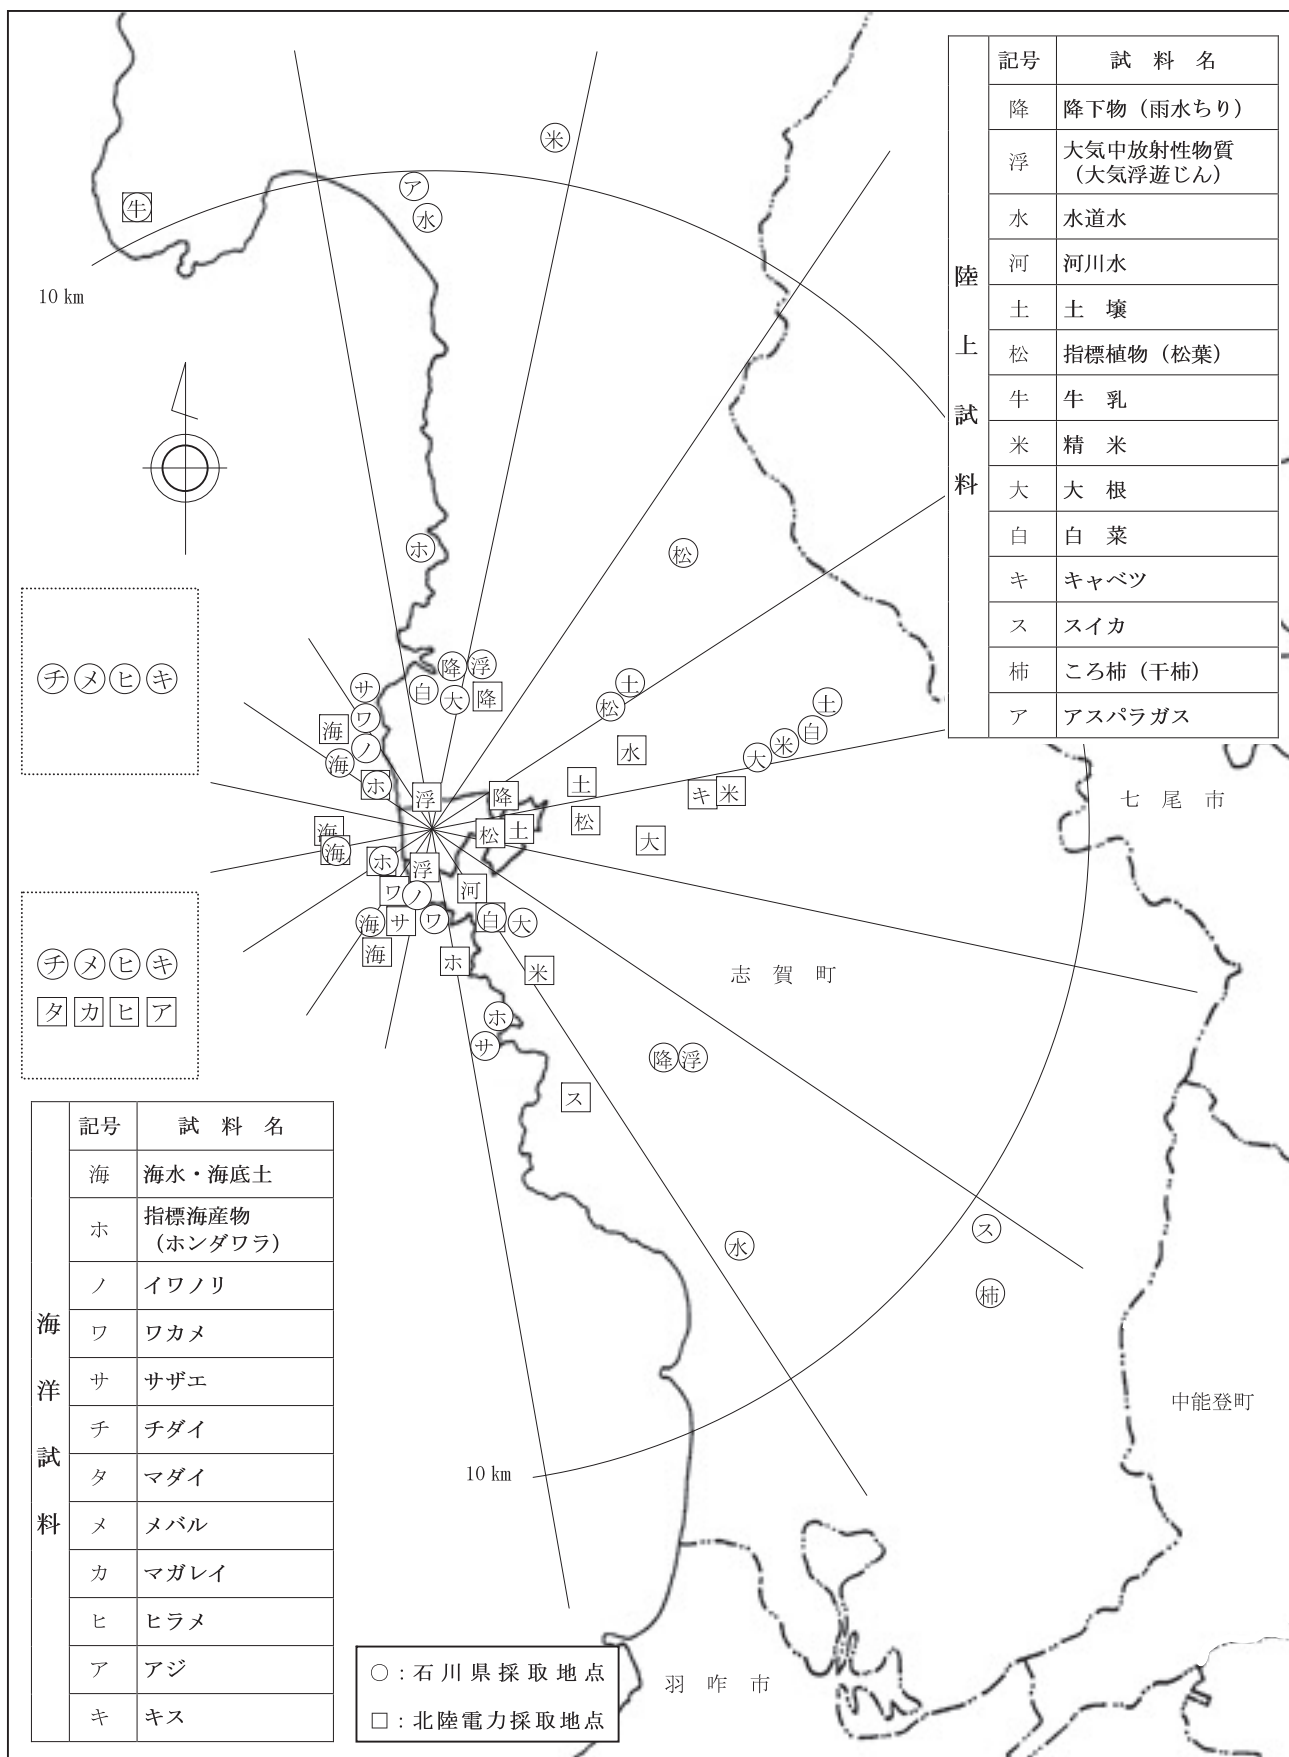 記号 試料名
降 降下物（雨水ちり）
浮 大気中放射性物質
（大気浮遊じん）
水 水道水
河 河川水
土 土壌
松 指標植物（松葉）
牛 牛乳
米 精米
大 大根
白 白菜
キ キャベツ
ス スイカ
柿 ころ柿（干柿）
ア アスパラガス
陸上試料
米
ア
水
牛
10 km
ホ
松
チ メ ヒ キ
降 浮
サ 白 大 降
土
松
ワ
海
ノ
海
ホ
水
土
白
米
大
土
キ 米
浮 降
松 土
松
大
七尾市
海
海
ホ 浮
ワ ノ 河
海 サ ワ 白 大
海
ホ 米
志賀町
チ メ ヒ キ
タ カ ヒ ア
ホ
サ
降 浮
ス
水
ス
柿
中能登町
10 km
羽咋市
記号 試料名
海 海水・海底土
ホ 指標海産物
（ホンダワラ）
ノ イワノリ
ワ ワカメ
サ サザエ
チ チダイ
タ マダイ
メ メバル
カ マガレイ
ヒ ヒラメ
ア アジ
キ キス
海洋試料
○：石川県採取地点
□：北陸電力採取地点